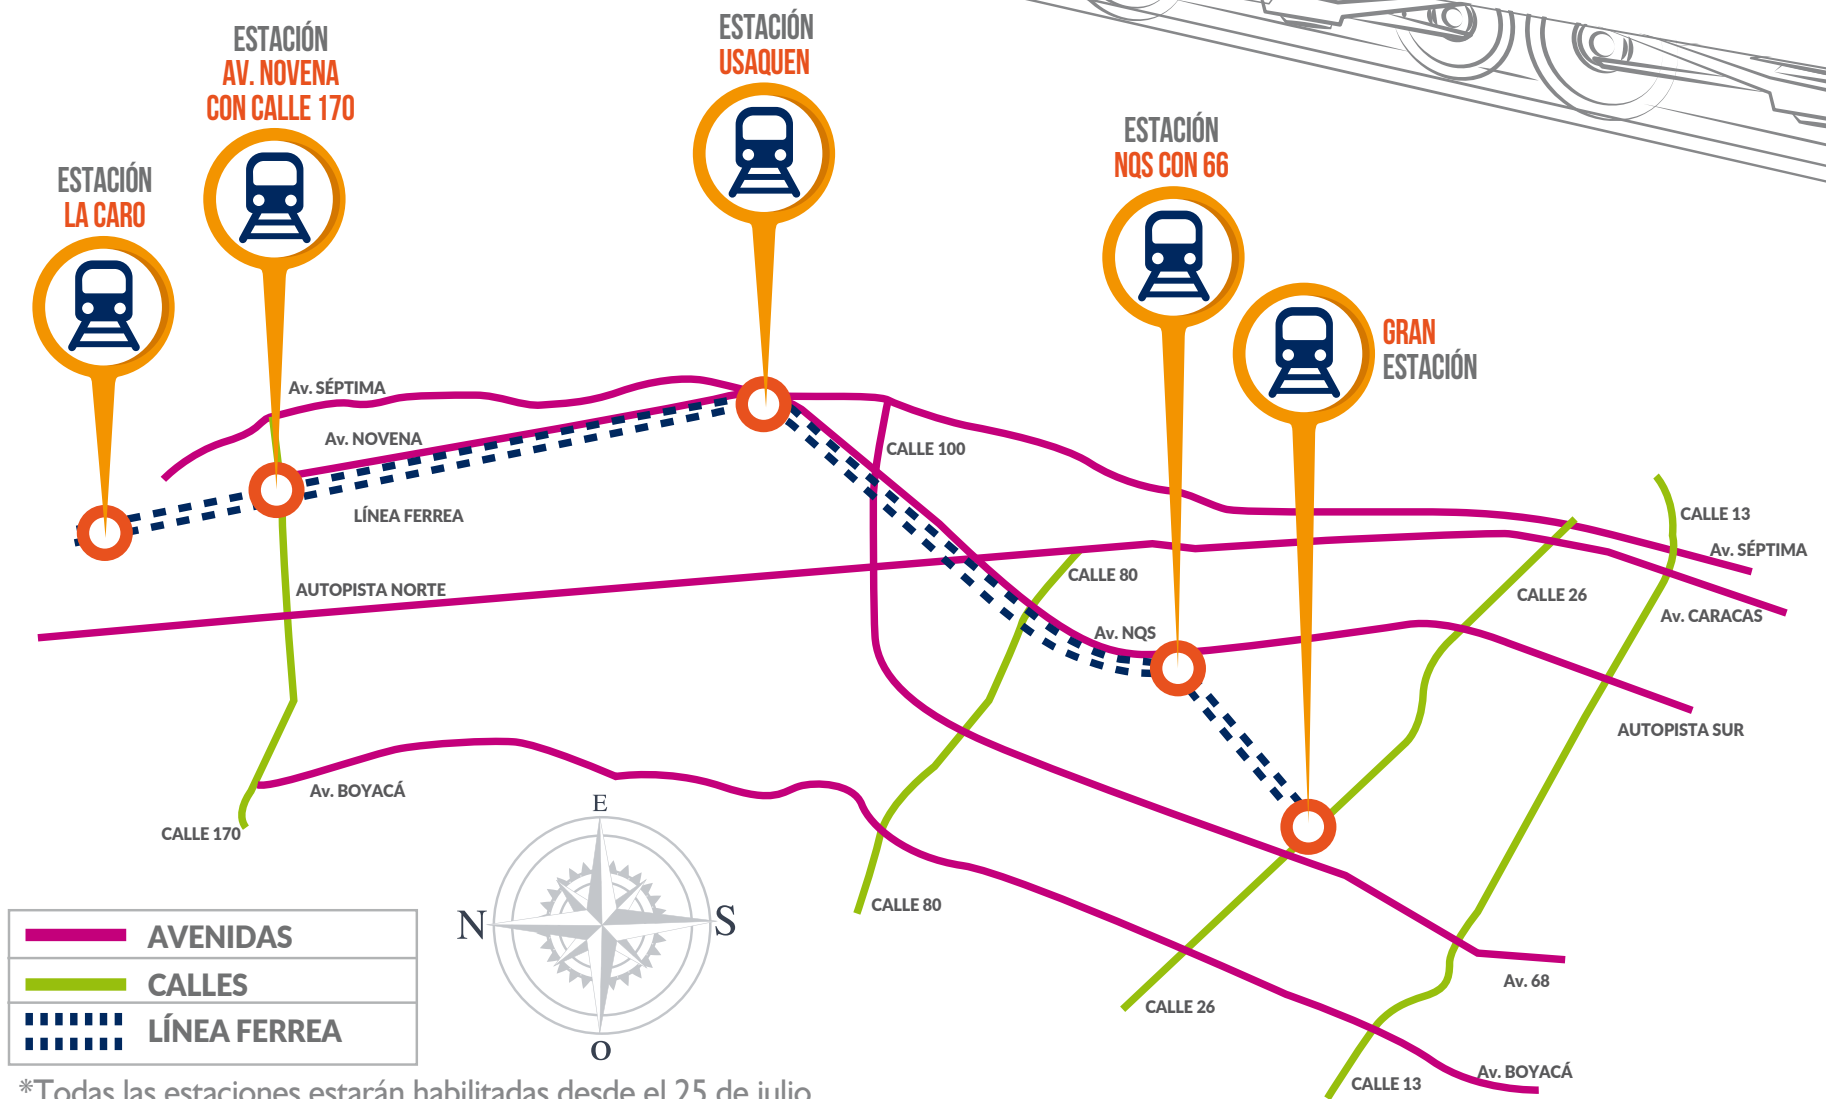 ESTACIÓN
USAQUEN
ESTACIÓN
AV. NOVENA
CON CALLE 170
ESTACIÓN
NQS CON 66
ESTACIÓN
LA CARO
GRAN
ESTACIÓN
Av. SÉPTIMA
Av. NOVENA
CALLE 100
LÍNEA FERREA
CALLE 13
Av. SÉPTIMA
CALLE 80
AUTOPISTA NORTE
CALLE 26
Av. CARACAS
Av. NQS
AUTOPISTA SUR
Av. BOYACÁ
CALLE 170
CALLE 80
Av. 68
CALLE 26
Av. BOYACÁ
CALLE 13
E
N
S
O
AVENIDAS
CALLES
LÍNEA FERREA
*Todas las estaciones estarán habilitadas desde el 25 de julio